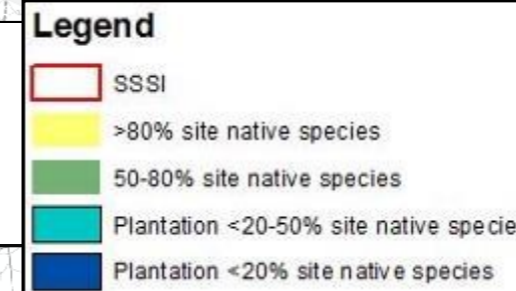 Legend
SSSI
>80% site native species
50-80% site native species
Plantation <20-50% site native specie
Plantation <20% site native species